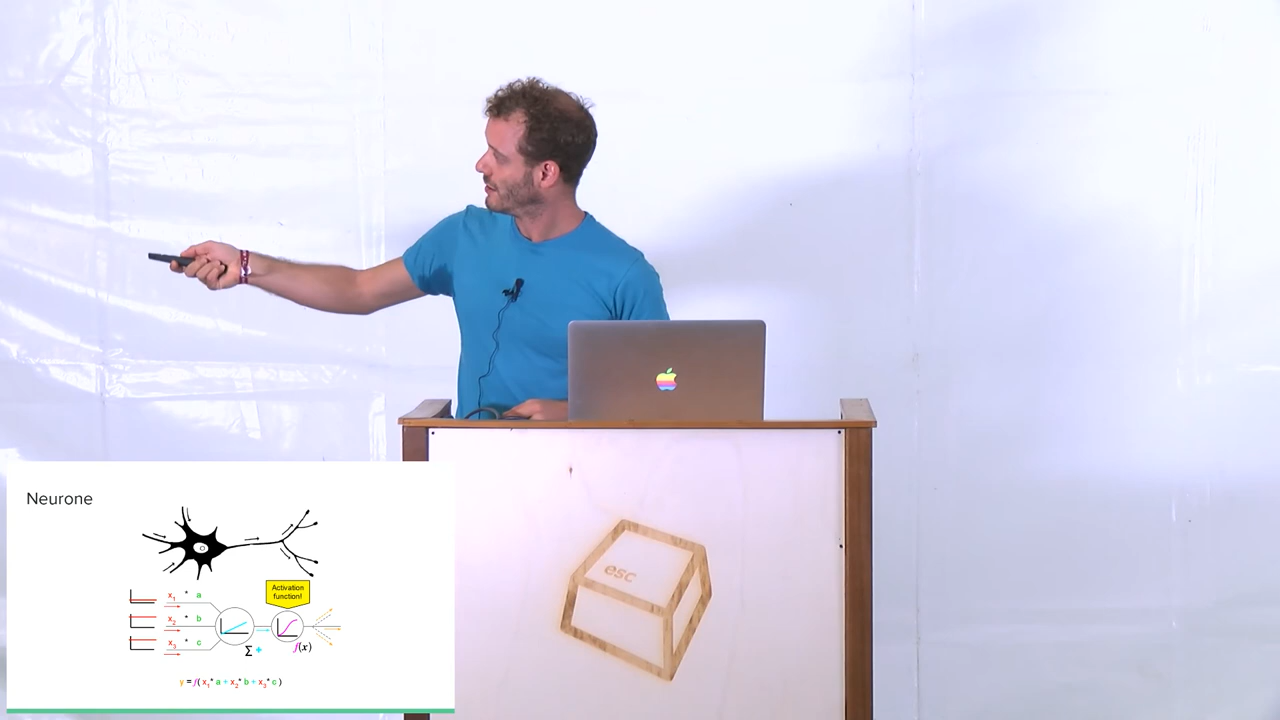 Neurone
Activation
function!
x1 * a
x2 * b
x3 * c
∑ +
f(x)
y = f( x1* a + x2* b + x3* c )
esc